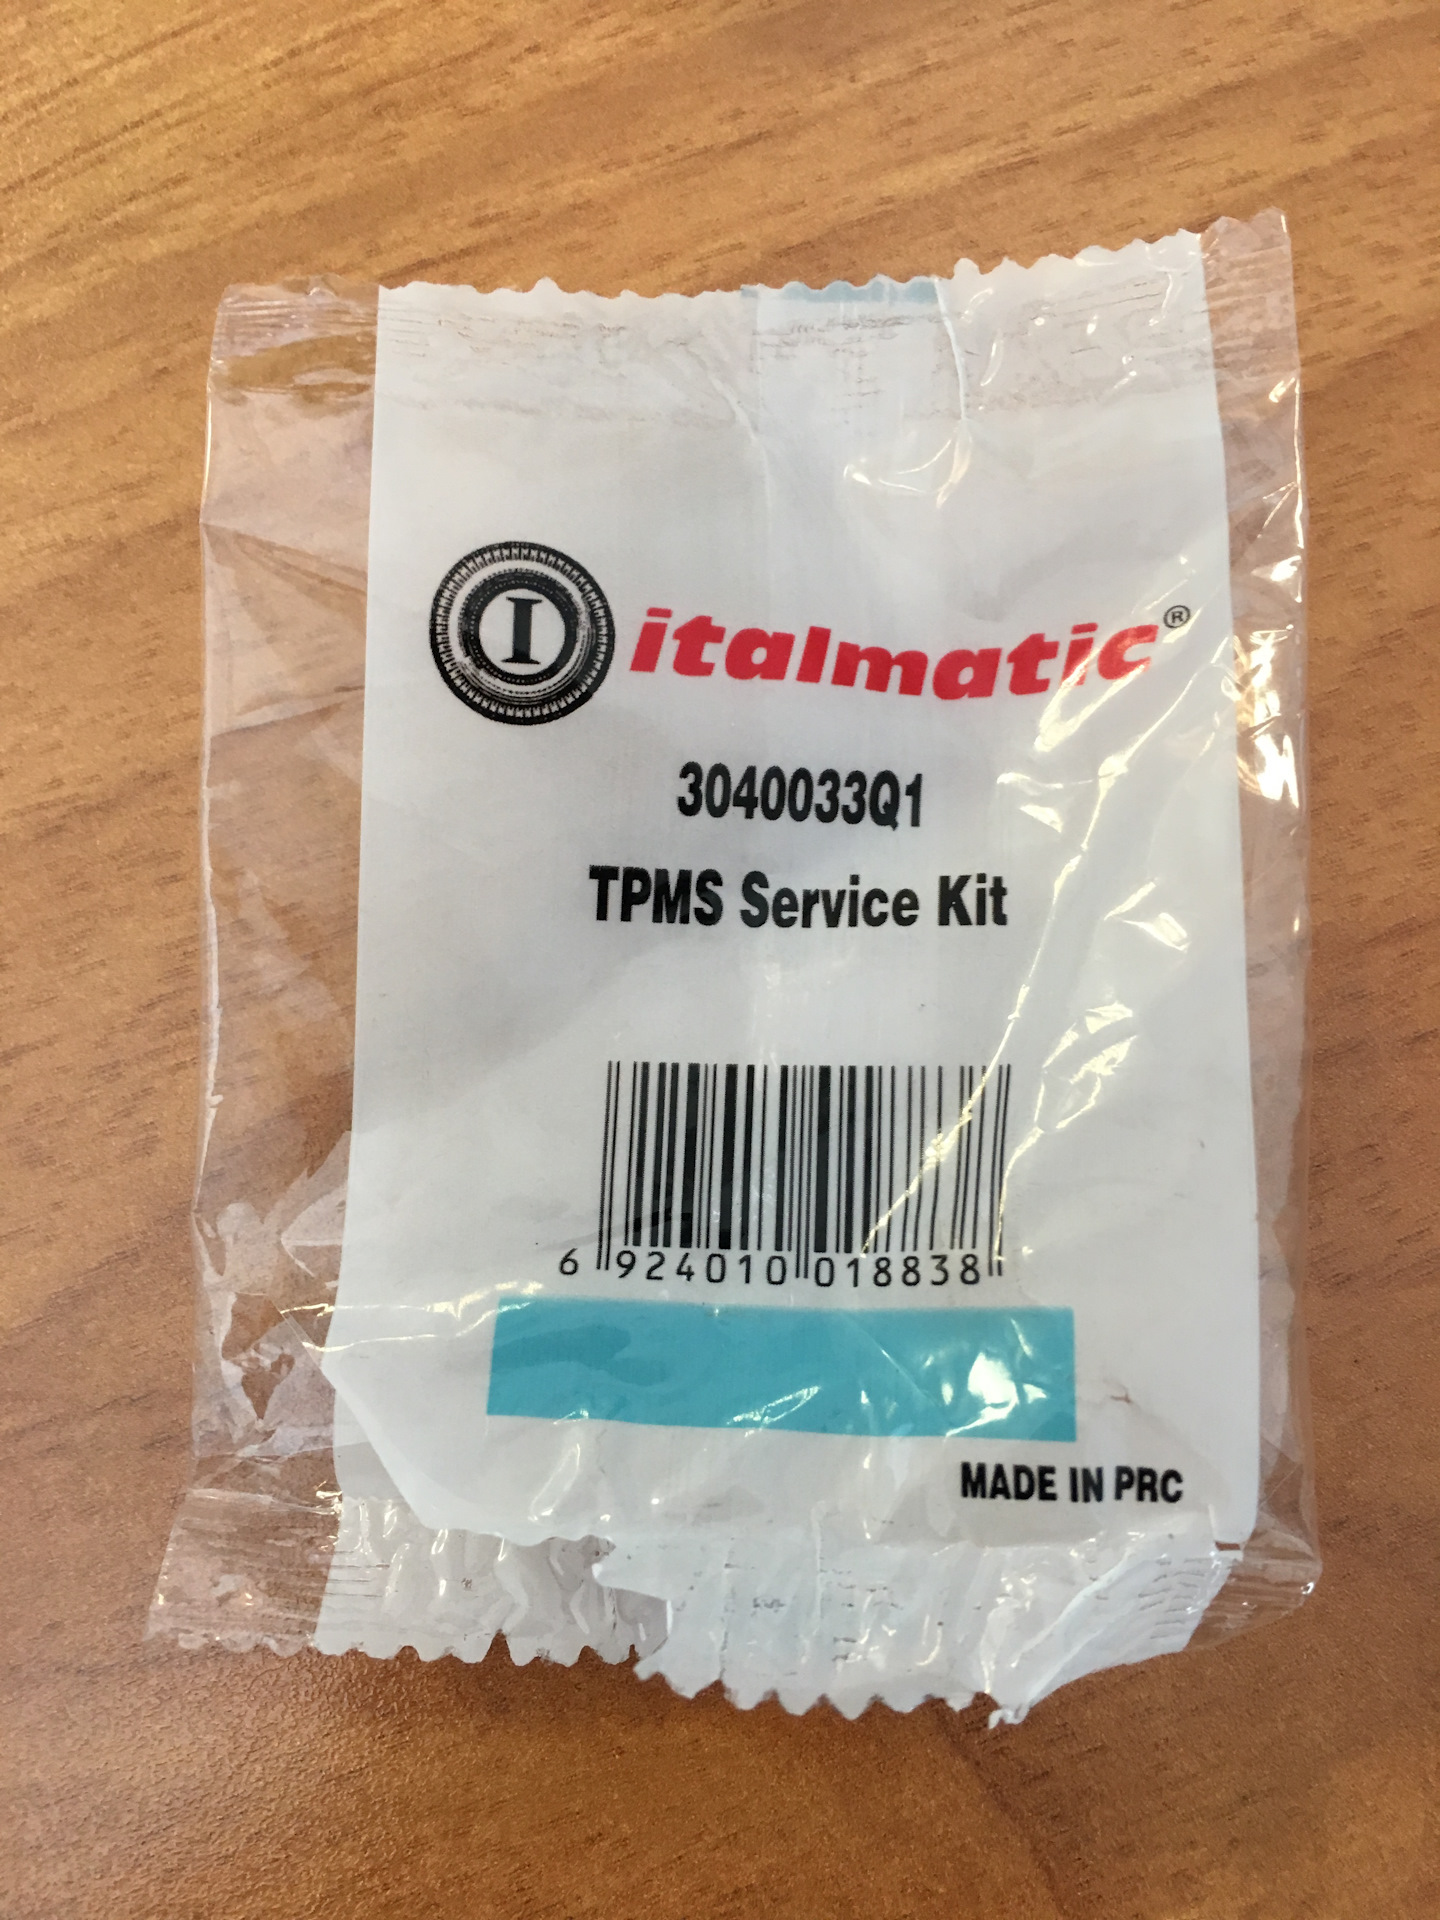 I italmatic®
3040033Q1
TPMS Service Kit
6 924010 018838
MADE IN PRC